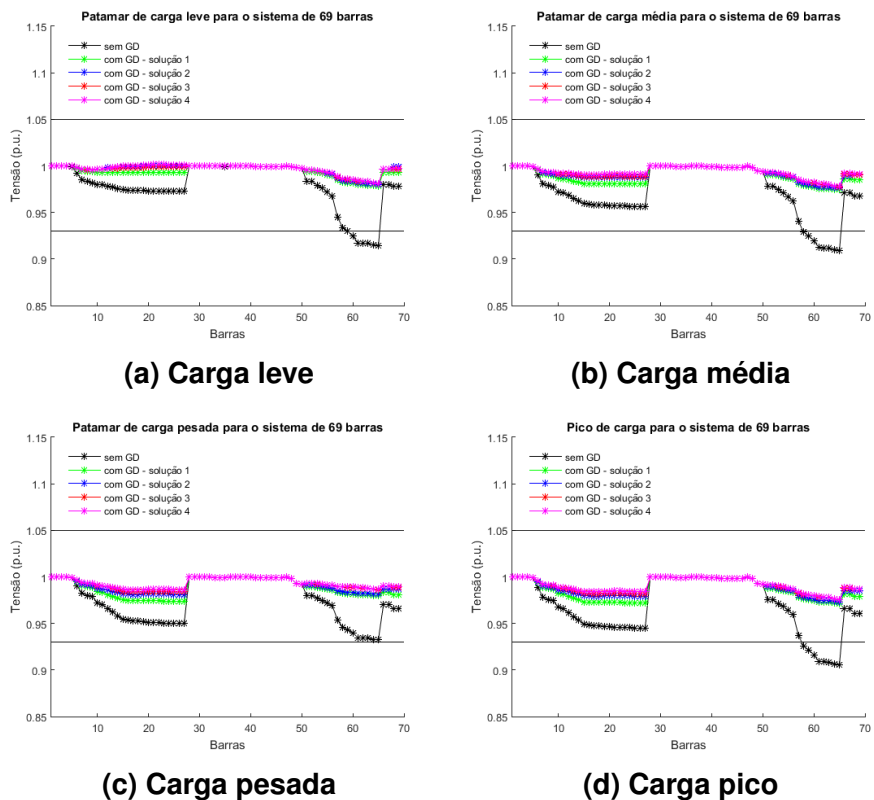 Patamar de carga leve para o sistema de 69 barras
1.15
1.1
1.05
1
0.95
0.9
0.85
Tensão (p.u.)
sem GD
com GD - solução 1
com GD - solução 2
com GD - solução 3
com GD - solução 4
10 20 30 40 50 60 70
Barras
(a) Carga leve
Patamar de carga média para o sistema de 69 barras
1.15
1.1
1.05
1
0.95
0.9
0.85
Tensão (p.u.)
sem GD
com GD - solução 1
com GD - solução 2
com GD - solução 3
com GD - solução 4
10 20 30 40 50 60 70
Barras
(b) Carga média
Patamar de carga pesada para o sistema de 69 barras
1.15
1.1
1.05
1
0.95
0.9
0.85
Tensão (p.u.)
sem GD
com GD - solução 1
com GD - solução 2
com GD - solução 3
com GD - solução 4
10 20 30 40 50 60 70
Barras
(c) Carga pesada
Pico de carga para o sistema de 69 barras
1.15
1.1
1.05
1
0.95
0.9
0.85
Tensão (p.u.)
sem GD
com GD - solução 1
com GD - solução 2
com GD - solução 3
com GD - solução 4
10 20 30 40 50 60 70
Barras
(d) Carga pico